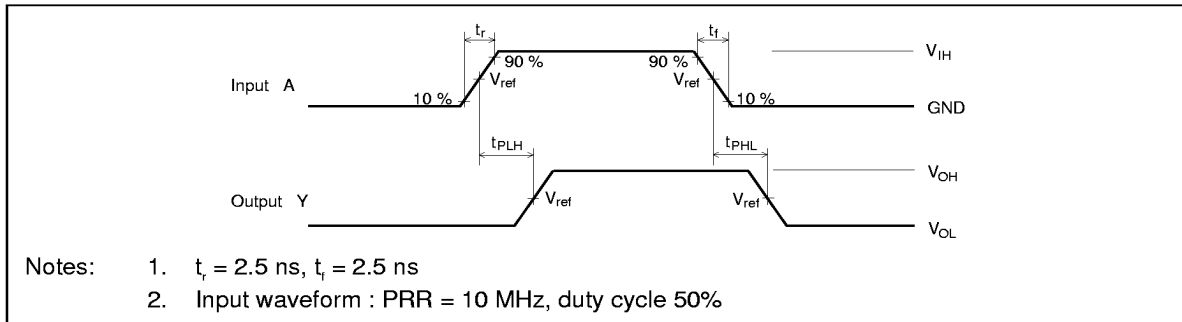 tr
tf
90 %
90 %
VIH
Vref
Vref
Input A
10 %
10 %
GND
tPLH
tPHL
VOH
Output Y
Vref
Vref
VOL
Notes: 1. tr = 2.5 ns, tf = 2.5 ns
2. Input waveform : PRR = 10 MHz, duty cycle 50%